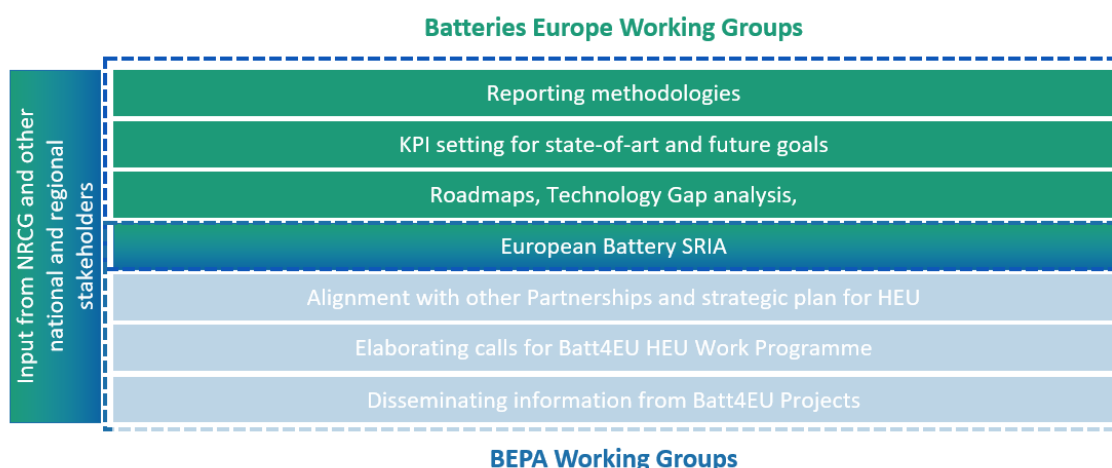 Batteries Europe Working Groups
Input from NRCG and other
national and regional
stakeholders
Reporting methodologies
KPI setting for state-of-art and future goals
Roadmaps, Technology Gap analysis,
European Battery SRIA
Alignment with other Partnerships and strategic plan for HEU
Elaborating calls for Batt4EU HEU Work Programme
Disseminating information from Batt4EU Projects
BEPA Working Groups